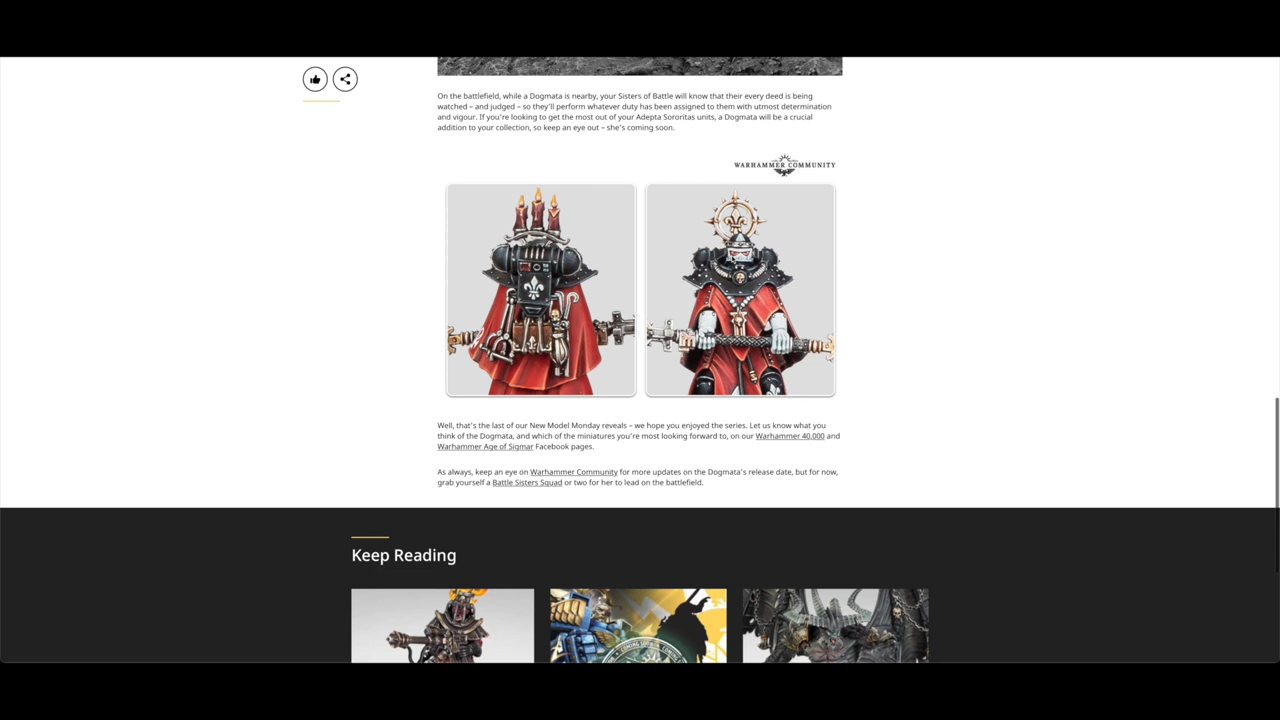 On the battlefield, while a Dogmata is nearby, your Sisters of Battle will know that their every deed is being
watched – and judged – so they'll perform whatever duty has been assigned to them with utmost determination
and vigour. If you're looking to get the most out of your Adepta Sororitas units, a Dogmata will be a crucial
addition to your collection, so keep an eye out – she's coming soon.
WARHAMMER COMMUNITY
Well, that's the last of our New Model Monday reveals – we hope you enjoyed the series. Let us know what you
think of the Dogmata, and which of the miniatures you're most looking forward to, on our Warhammer 40,000 and
Warhammer Age of Sigmar Facebook pages.
As always, keep an eye on Warhammer Community for more updates on the Dogmata's release date, but for now,
grab yourself a Battle Sisters Squad or two for her to lead on the battlefield.
Keep Reading
COMING SOON